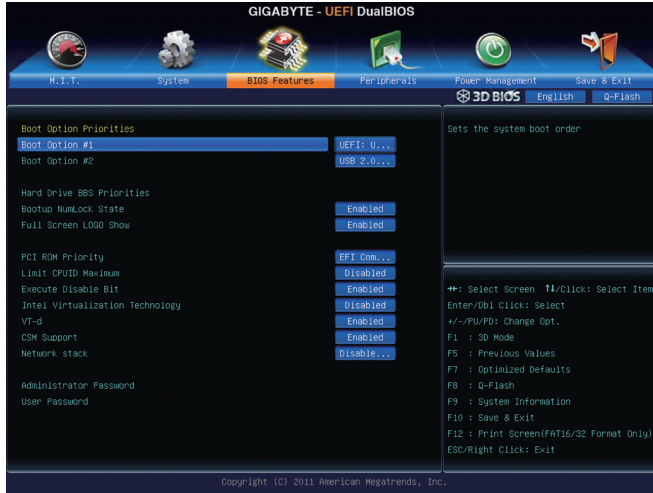 GIGABYTE - UEFI DualBIOS
M.I.T. System BIOS Features Peripherals Power Management Save & Exit
3D BIOS English Q-Flash
Boot Option Priorities
Boot Option #1 UEFI: U...
Boot Option #2 USB 2.0...
Hard Drive BBS Priorities
Bootup NumLock State Enabled
Full Screen LOGO Show Enabled
PCI ROM Priority EFI Com...
Limit CPUID Maximum Disabled
Execute Disable Bit Enabled
Intel Virtualization Technology Disabled
VT-d Enabled
CSM Support Enabled
Network stack Disable...
Administrator Password
User Password
Sets the system boot order
→←: Select Screen ↑↓/Click: Select Item
Enter/Dbl Click: Select
+/-/PU/PD: Change Opt.
F1 : 3D Mode
F5 : Previous Values
F7 : Optimized Defaults
F8 : Q-Flash
F9 : System Information
F10 : Save & Exit
F12 : Print Screen(FAT16/32 Format Only)
ESC/Right Click: Exit
Copyright (C) 2011 American Megatrends, Inc.